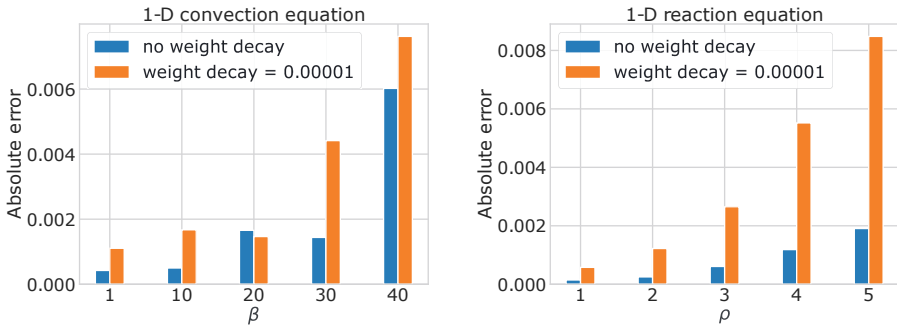 1-D convection equation
no weight decay
weight decay = 0.00001
Absolute error
0.006
0.004
0.002
0.000
1 10 20 30 40
β
1-D reaction equation
no weight decay
weight decay = 0.00001
Absolute error
0.008
0.006
0.004
0.002
0.000
1 2 3 4 5
ρ